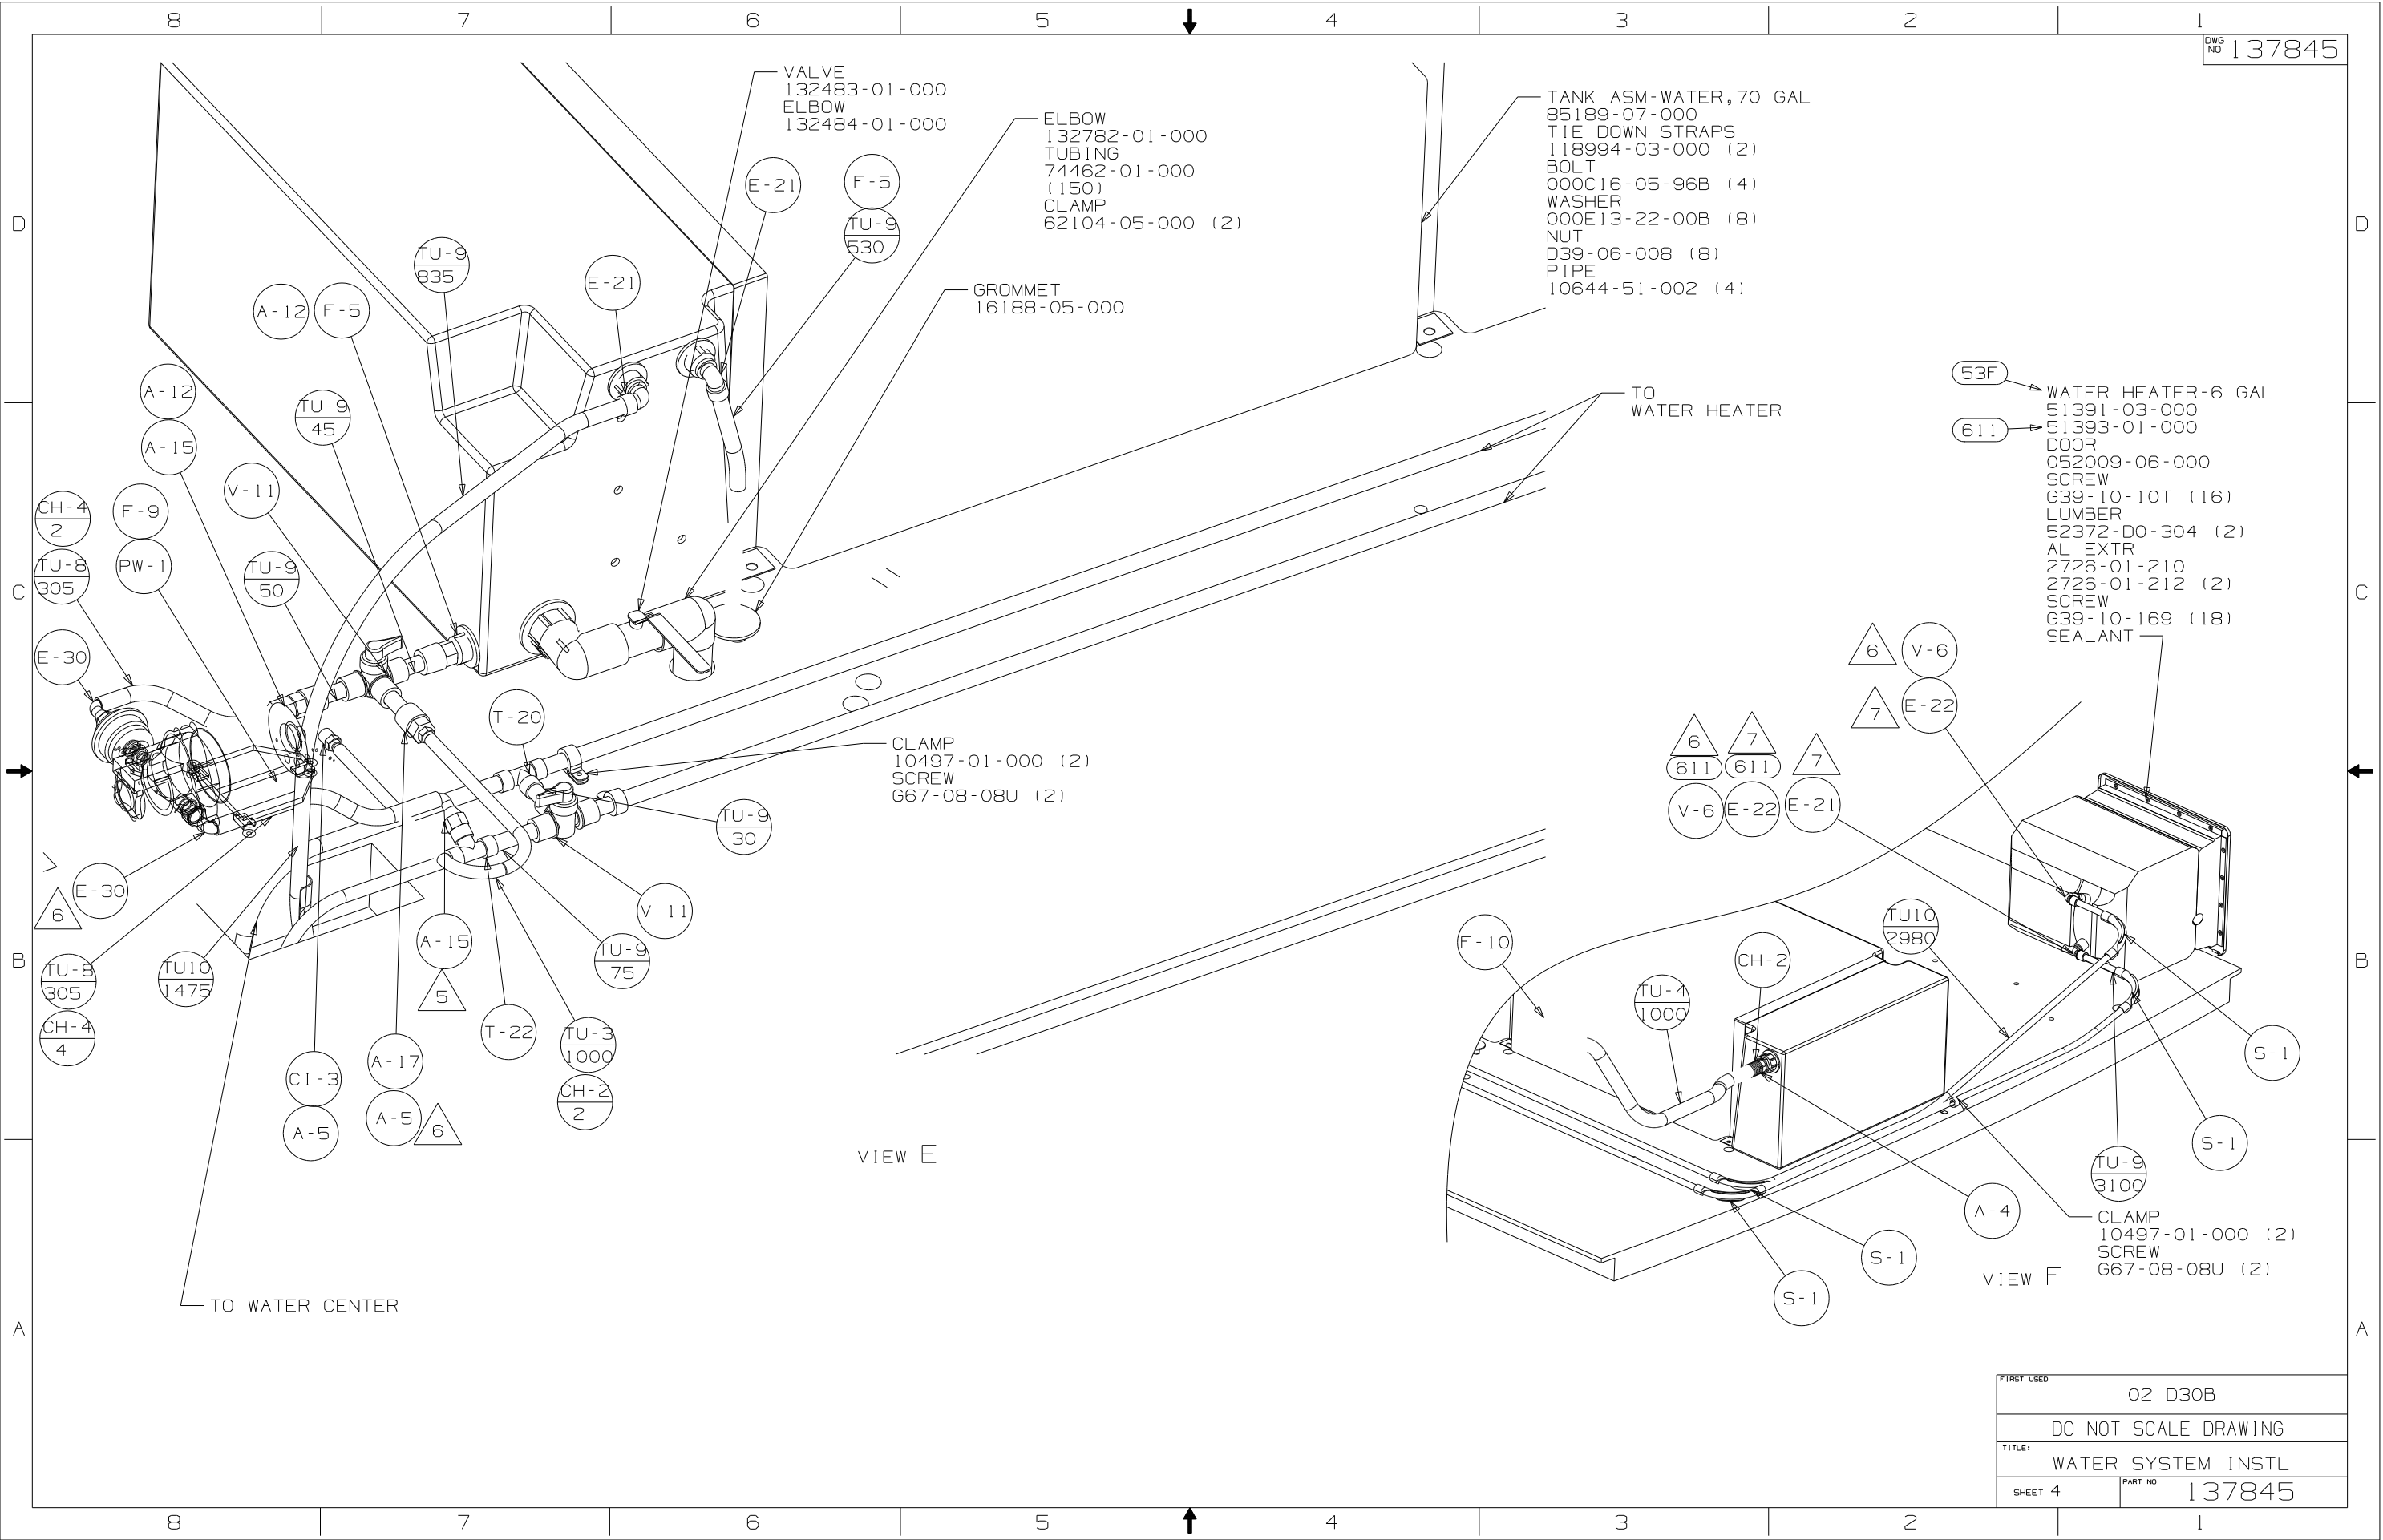 8 7 6 5 4 3 2 1
DWG NO 137845
VALVE
132483-01-000
ELBOW
132484-01-000
ELBOW
132782-01-000
TUBING
74462-01-000
(150)
CLAMP
62104-05-000 (2)
TANK ASM-WATER,70 GAL
85189-07-000
TIE DOWN STRAPS
118994-03-000 (2)
BOLT
000C16-05-96B (4)
WASHER
000E13-22-00B (8)
NUT
D39-06-008 (8)
PIPE
10644-51-002 (4)
E-21
F-5
TU-9
530
D
D
TU-9
835
E-21
A-12
F-5
GROMMET
16188-05-000
A-12
TU-9
45
A-15
TO
WATER HEATER
53F
WATER HEATER-6 GAL
51391-03-000
611
51393-01-000
DOOR
052009-06-000
SCREW
G39-10-10T (16)
LUMBER
52372-D0-304 (2)
AL EXTR
2726-01-210
2726-01-212 (2)
SCREW
G39-10-169 (18)
SEALANT
V-11
CH-4
2
F-9
TU-8
305
PW-1
TU-9
50
C
C
E-30
6
V-6
7
E-22
T-20
6
7
611
611
7
V-6
E-22
E-21
CLAMP
10497-01-000 (2)
SCREW
G67-08-08U (2)
TU-9
30
E-30
6
V-11
A-15
5
TU-9
75
TU10
2980
F-10
CH-2
TU-4
1000
B
B
TU-8
305
CH-4
4
TU10
1475
T-22
TU-3
1000
CH-2
2
A-17
A-5
6
CI-3
A-5
S-1
S-1
TU-9
3100
VIEW E
A-4
CLAMP
10497-01-000 (2)
SCREW
G67-08-08U (2)
S-1
S-1
VIEW F
TO WATER CENTER
A
A
FIRST USED
02 D30B
DO NOT SCALE DRAWING
TITLE:
WATER SYSTEM INSTL
SHEET 4
PART NO 137845
8 7 6 5 4 3 2 1